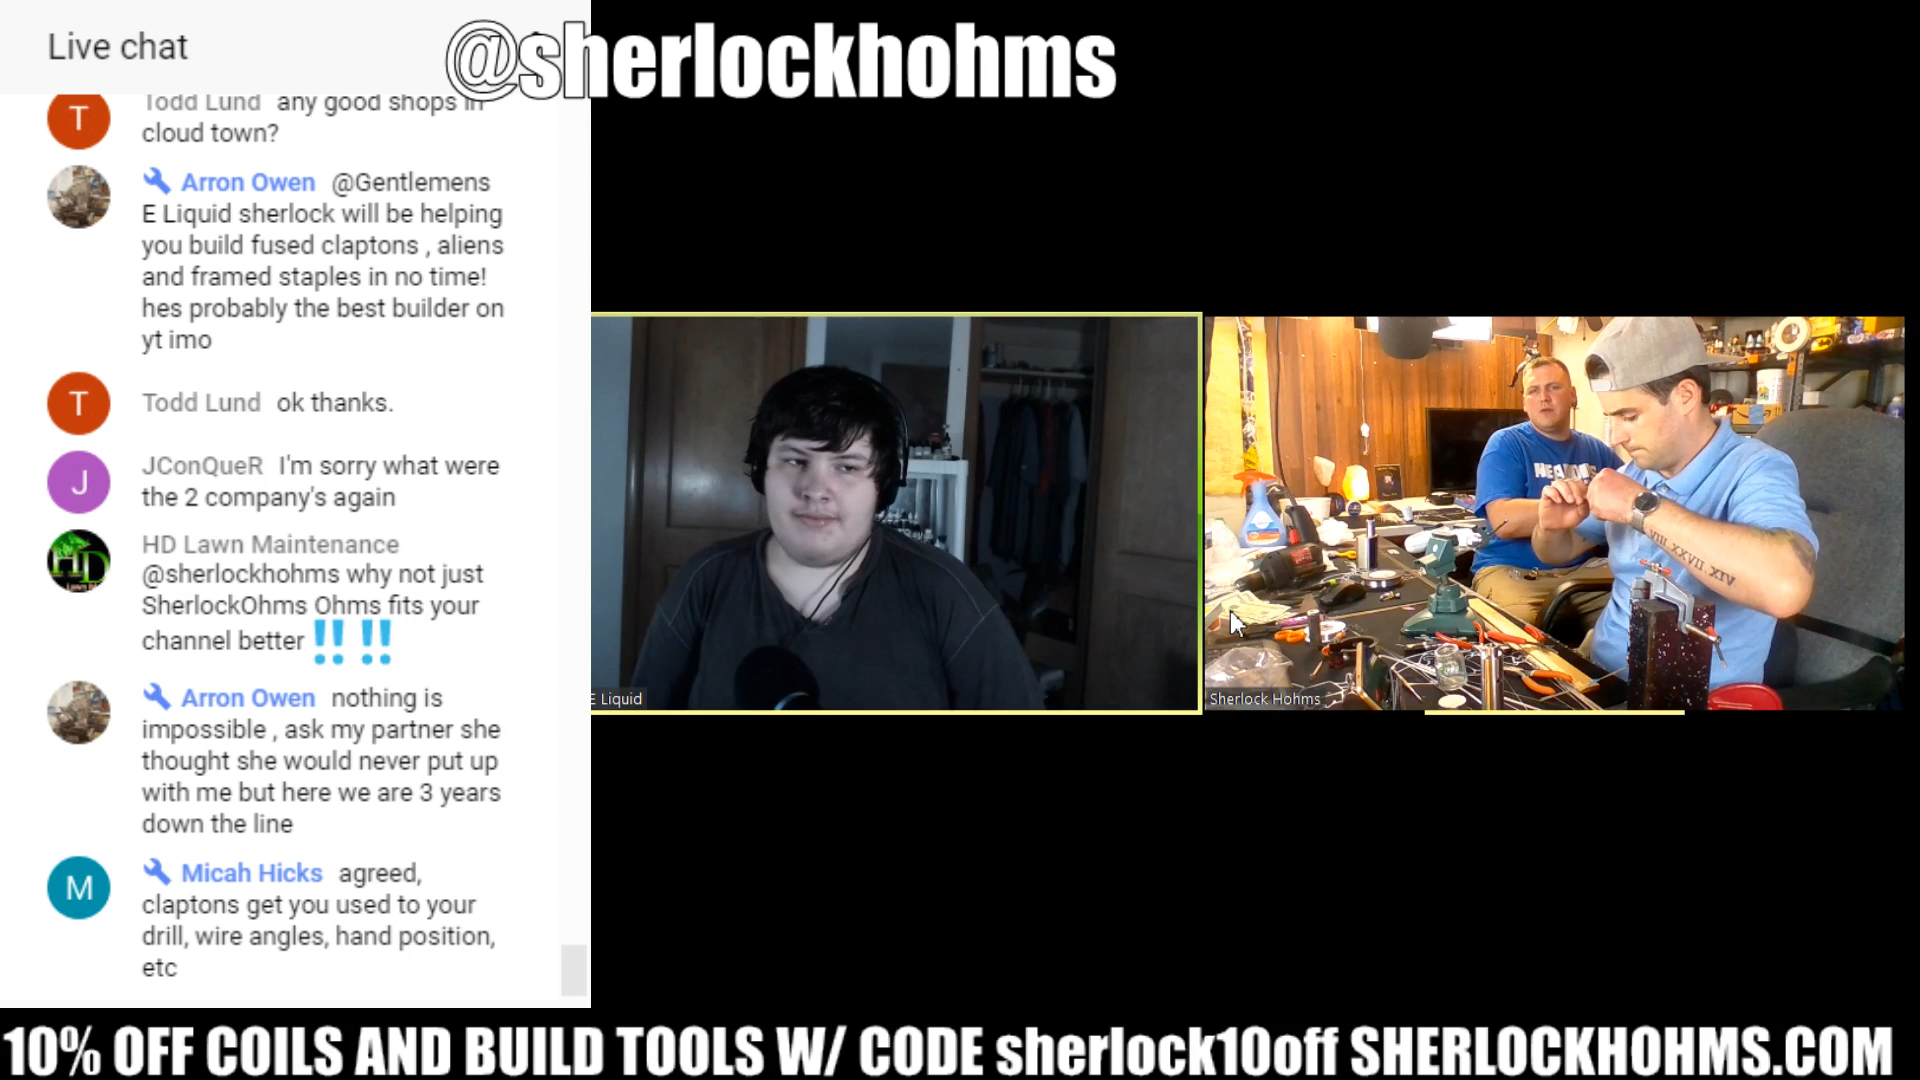 Live chat
@sherlockhohms
T
Todd Lund any good shops in
cloud town?
Arron Owen @Gentlemens
E Liquid sherlock will be helping
you build fused claptons , aliens
and framed staples in no time!
hes probably the best builder on
yt imo
T
Todd Lund ok thanks.
J
JConQueR I'm sorry what were
the 2 company's again
HD
HD Lawn Maintenance
@sherlockhohms why not just
SherlockOhms Ohms fits your
channel better ‼️ ‼️
Arron Owen nothing is
impossible , ask my partner she
thought she would never put up
with me but here we are 3 years
down the line
M
Micah Hicks agreed,
claptons get you used to your
drill, wire angles, hand position,
etc
E Liquid
Sherlock Hohms
VIII.XXVII.XIV
10% OFF COILS AND BUILD TOOLS W/ CODE sherlock10off SHERLOCKHOHMS.COM